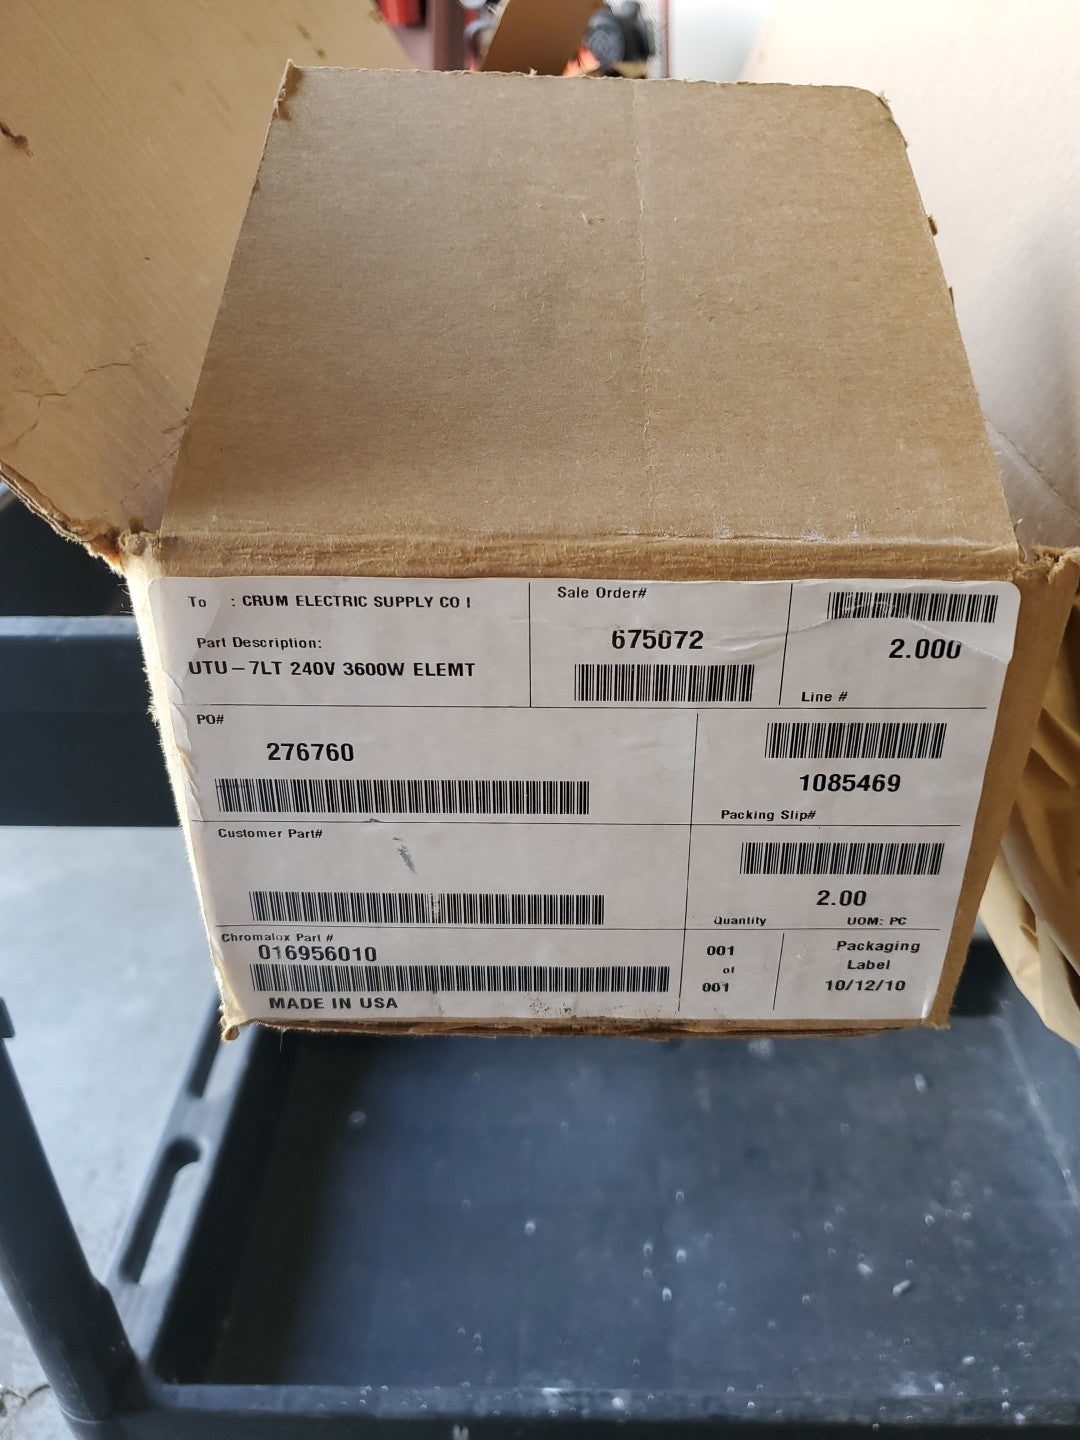 To : CRUM ELECTRIC SUPPLY CO I
Part Description:
UTU-7LT 240V 3600W ELEMT
Sale Order#
675072
2.000
Line #
PO#
276760
1085469
Packing Slip#
Customer Part#
2.00
Quantity UOM: PC
Chromalox Part #
016956010
MADE IN USA
001
of
001
Packaging
Label
10/12/10